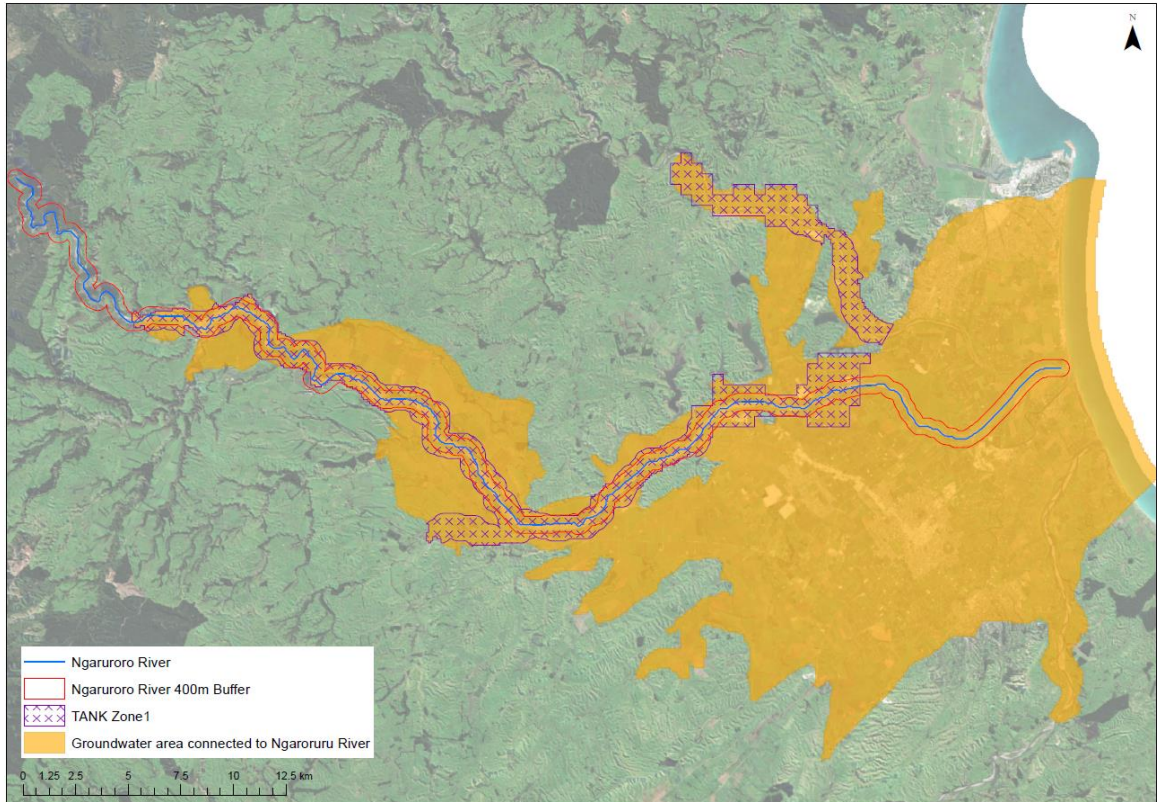 N
Ngaruroro River
Ngaruroro River 400m Buffer
TANK Zone1
Groundwater area connected to Ngaroruru River
0 1.25 2.5 5 7.5 10 12.5 km